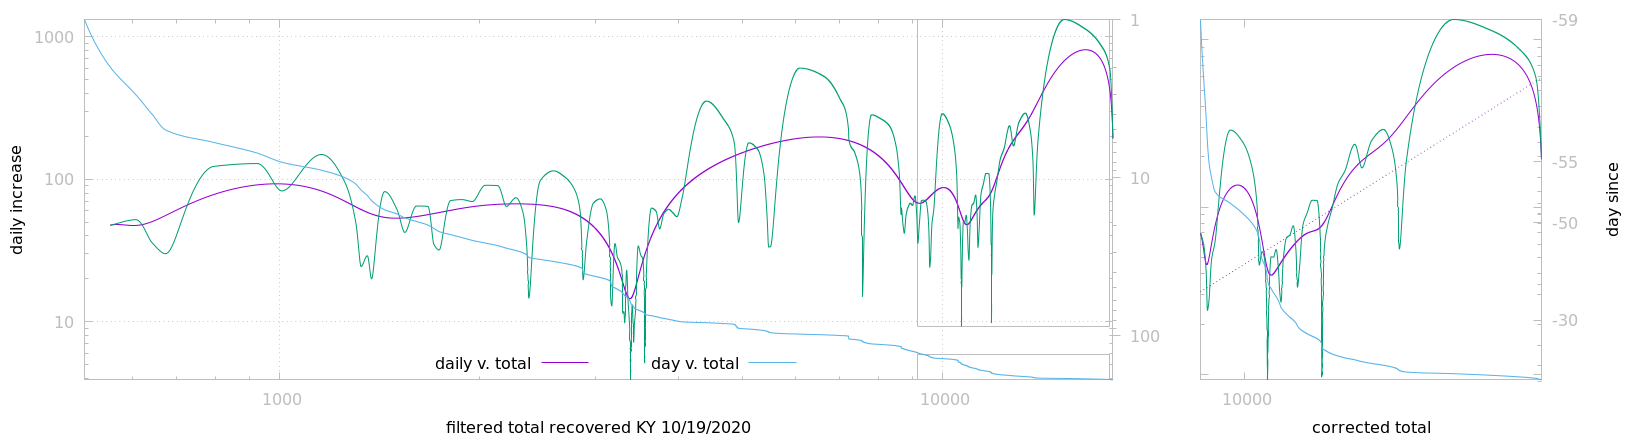 1000
100
10
daily increase
1000
10000
filtered total recovered KY 10/19/2020
daily v. total
day v. total
1
10
100
10000
corrected total
-59
-55
-50
-30
day since